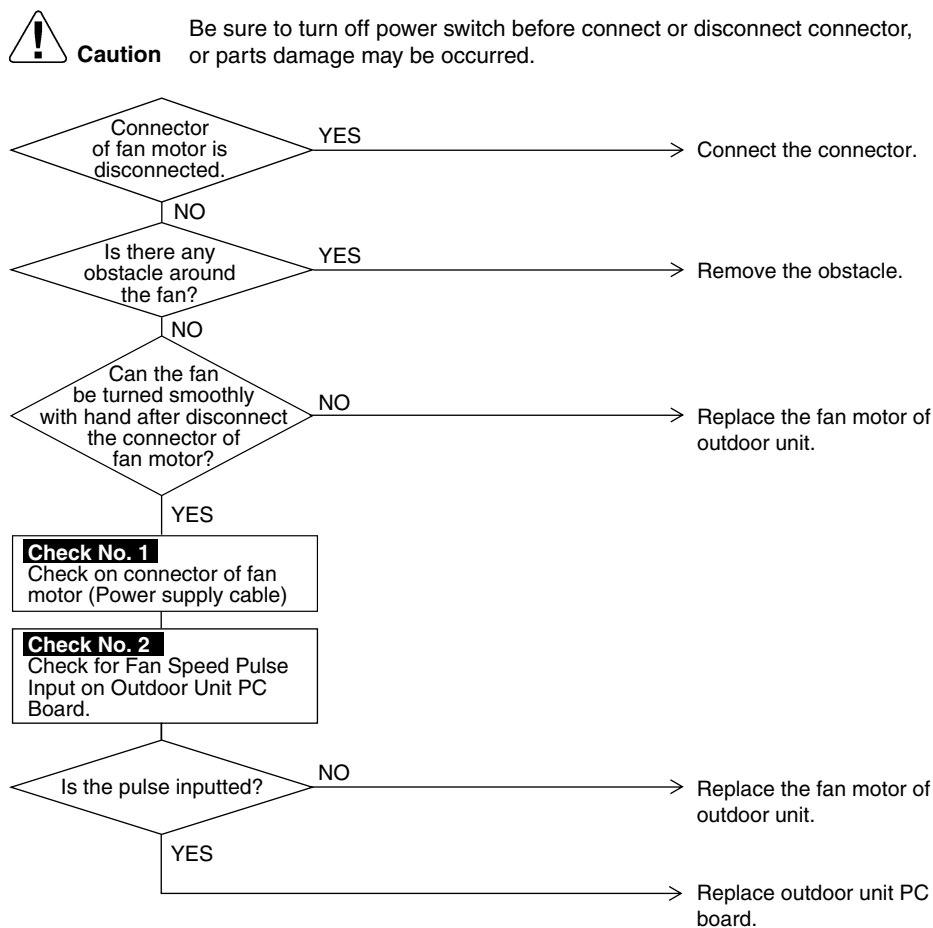 Caution
Be sure to turn off power switch before connect or disconnect connector,
or parts damage may be occurred.
Connector
of fan motor is
disconnected.
YES
Connect the connector.
NO
Is there any
obstacle around
the fan?
YES
Remove the obstacle.
NO
Can the fan
be turned smoothly
with hand after disconnect
the connector of
fan motor?
NO
Replace the fan motor of
outdoor unit.
YES
Check No. 1
Check on connector of fan
motor (Power supply cable)
Check No. 2
Check for Fan Speed Pulse
Input on Outdoor Unit PC
Board.
Is the pulse inputted?
NO
Replace the fan motor of
outdoor unit.
YES
Replace outdoor unit PC
board.